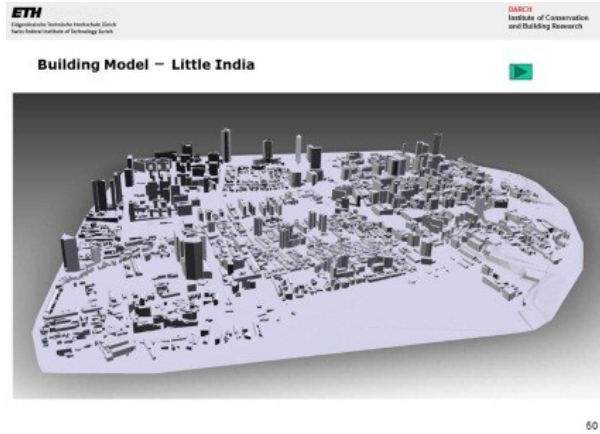 ETH
Eidgenössische Technische Hochschule Zürich
Swiss Federal Institute of Technology Zurich
DARCH
Institute of Conservation
and Building Research
Building Model – Little India
50